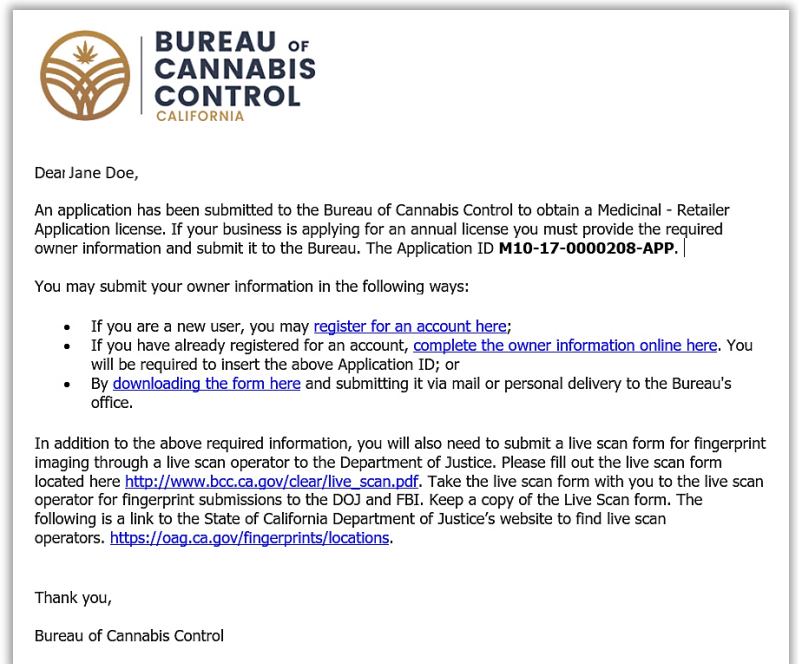 BUREAU OF
CANNABIS
CONTROL
CALIFORNIA
Dear Jane Doe,
An application has been submitted to the Bureau of Cannabis Control to obtain a Medicinal - Retailer
Application license. If your business is applying for an annual license you must provide the required
owner information and submit it to the Bureau. The Application ID M10-17-0000208-APP.
You may submit your owner information in the following ways:
• If you are a new user, you may register for an account here;
• If you have already registered for an account, complete the owner information online here. You
will be required to insert the above Application ID; or
• By downloading the form here and submitting it via mail or personal delivery to the Bureau's
office.
In addition to the above required information, you will also need to submit a live scan form for fingerprint
imaging through a live scan operator to the Department of Justice. Please fill out the live scan form
located here http://www.bcc.ca.gov/clear/live_scan.pdf. Take the live scan form with you to the live scan
operator for fingerprint submissions to the DOJ and FBI. Keep a copy of the Live Scan form. The
following is a link to the State of California Department of Justice’s website to find live scan
operators. https://oag.ca.gov/fingerprints/locations.
Thank you,
Bureau of Cannabis Control